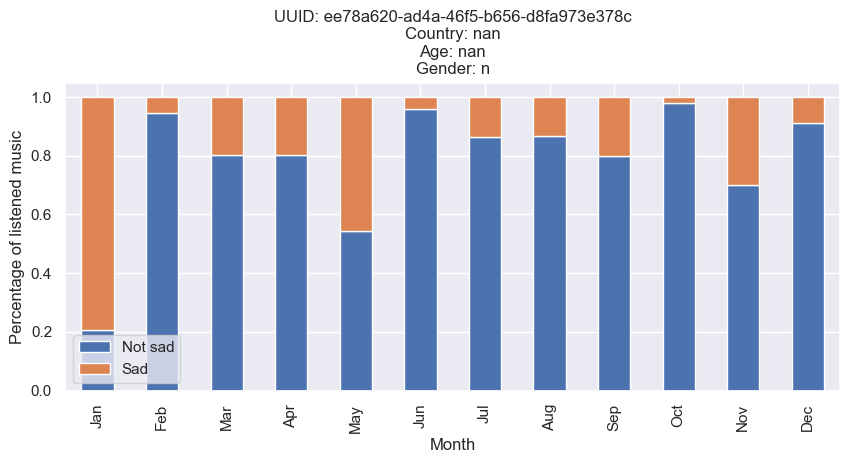 UUID: ee78a620-ad4a-46f5-b656-d8fa973e378c
Country: nan
Age: nan
Gender: n
Percentage of listened music
1.0
0.8
0.6
0.4
0.2
0.0
Not sad
Sad
Jan
Feb
Mar
Apr
May
Jun
Jul
Aug
Sep
Oct
Nov
Dec
Month